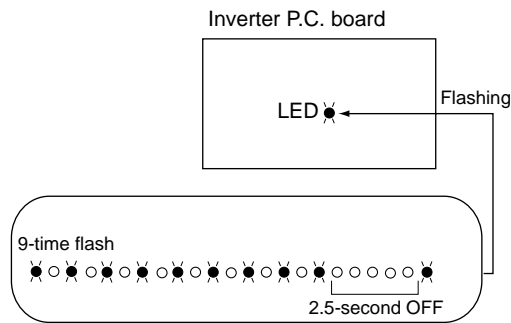 Inverter P.C. board
LED
Flashing
9-time flash
2.5-second OFF